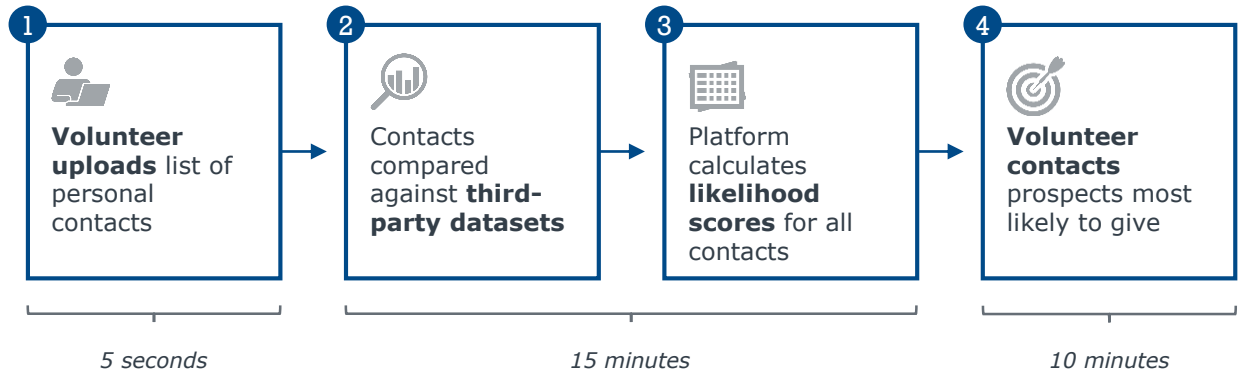 1
Volunteer
uploads list of
personal
contacts
2
Contacts
compared
against third-
party datasets
3
Platform
calculates
likelihood
scores for all
contacts
4
Volunteer
contacts
prospects most
likely to give
5 seconds
15 minutes
10 minutes